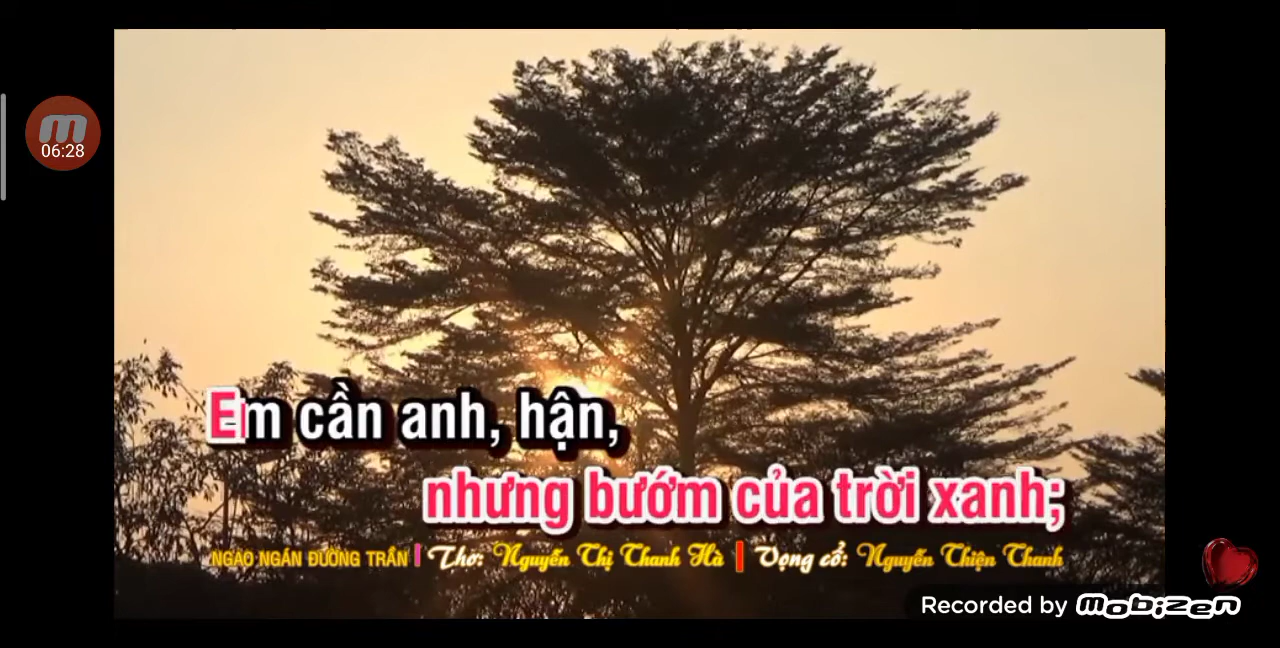 06:28
Em cần anh, hận,
nhưng bướm của trời xanh;
NGAO NGÁN ĐƯỜNG TRẦN | Thơ: Nguyễn Thị Thanh Hà | Vọng cổ: Nguyễn Thiện Thanh
Recorded by mobizen